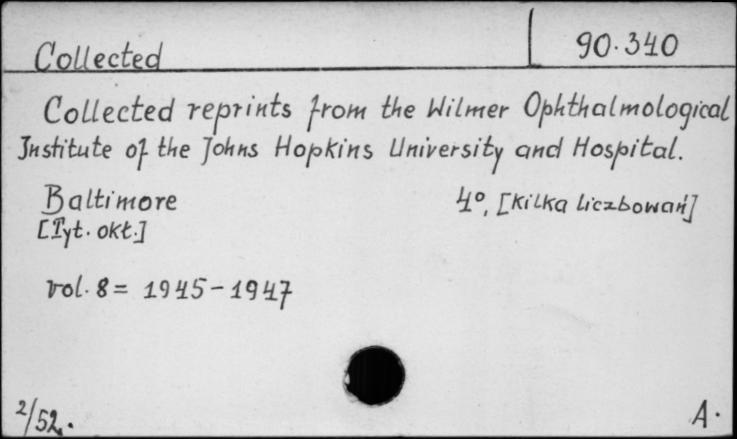 Collected 90.340
Collected reprints from the Wilmer Ophthalmological
Institute of the Johns Hopkins University and Hospital.
Baltimore 4°, [kilka liczbowań]
[Tyt. okł.]
vol. 8 = 1945-1947
2/52. A.